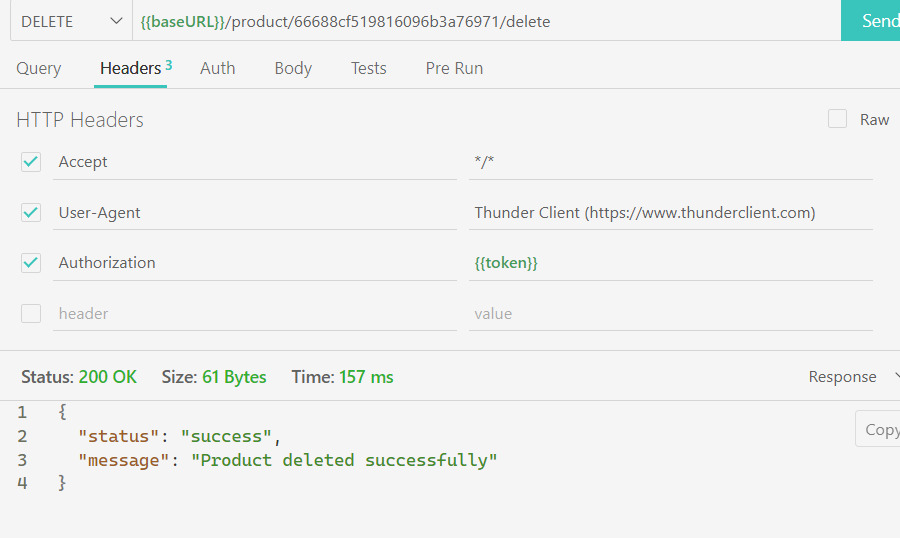 DELETE {{baseURL}}/product/66688cf519816096b3a76971/delete Send
Query Headers 3 Auth Body Tests Pre Run
HTTP Headers Raw
Accept */*
User-Agent Thunder Client (https://www.thunderclient.com)
Authorization {{token}}
header value
Status: 200 OK Size: 61 Bytes Time: 157 ms Response
1 {
2 "status": "success",
3 "message": "Product deleted successfully"
4 }
Copy